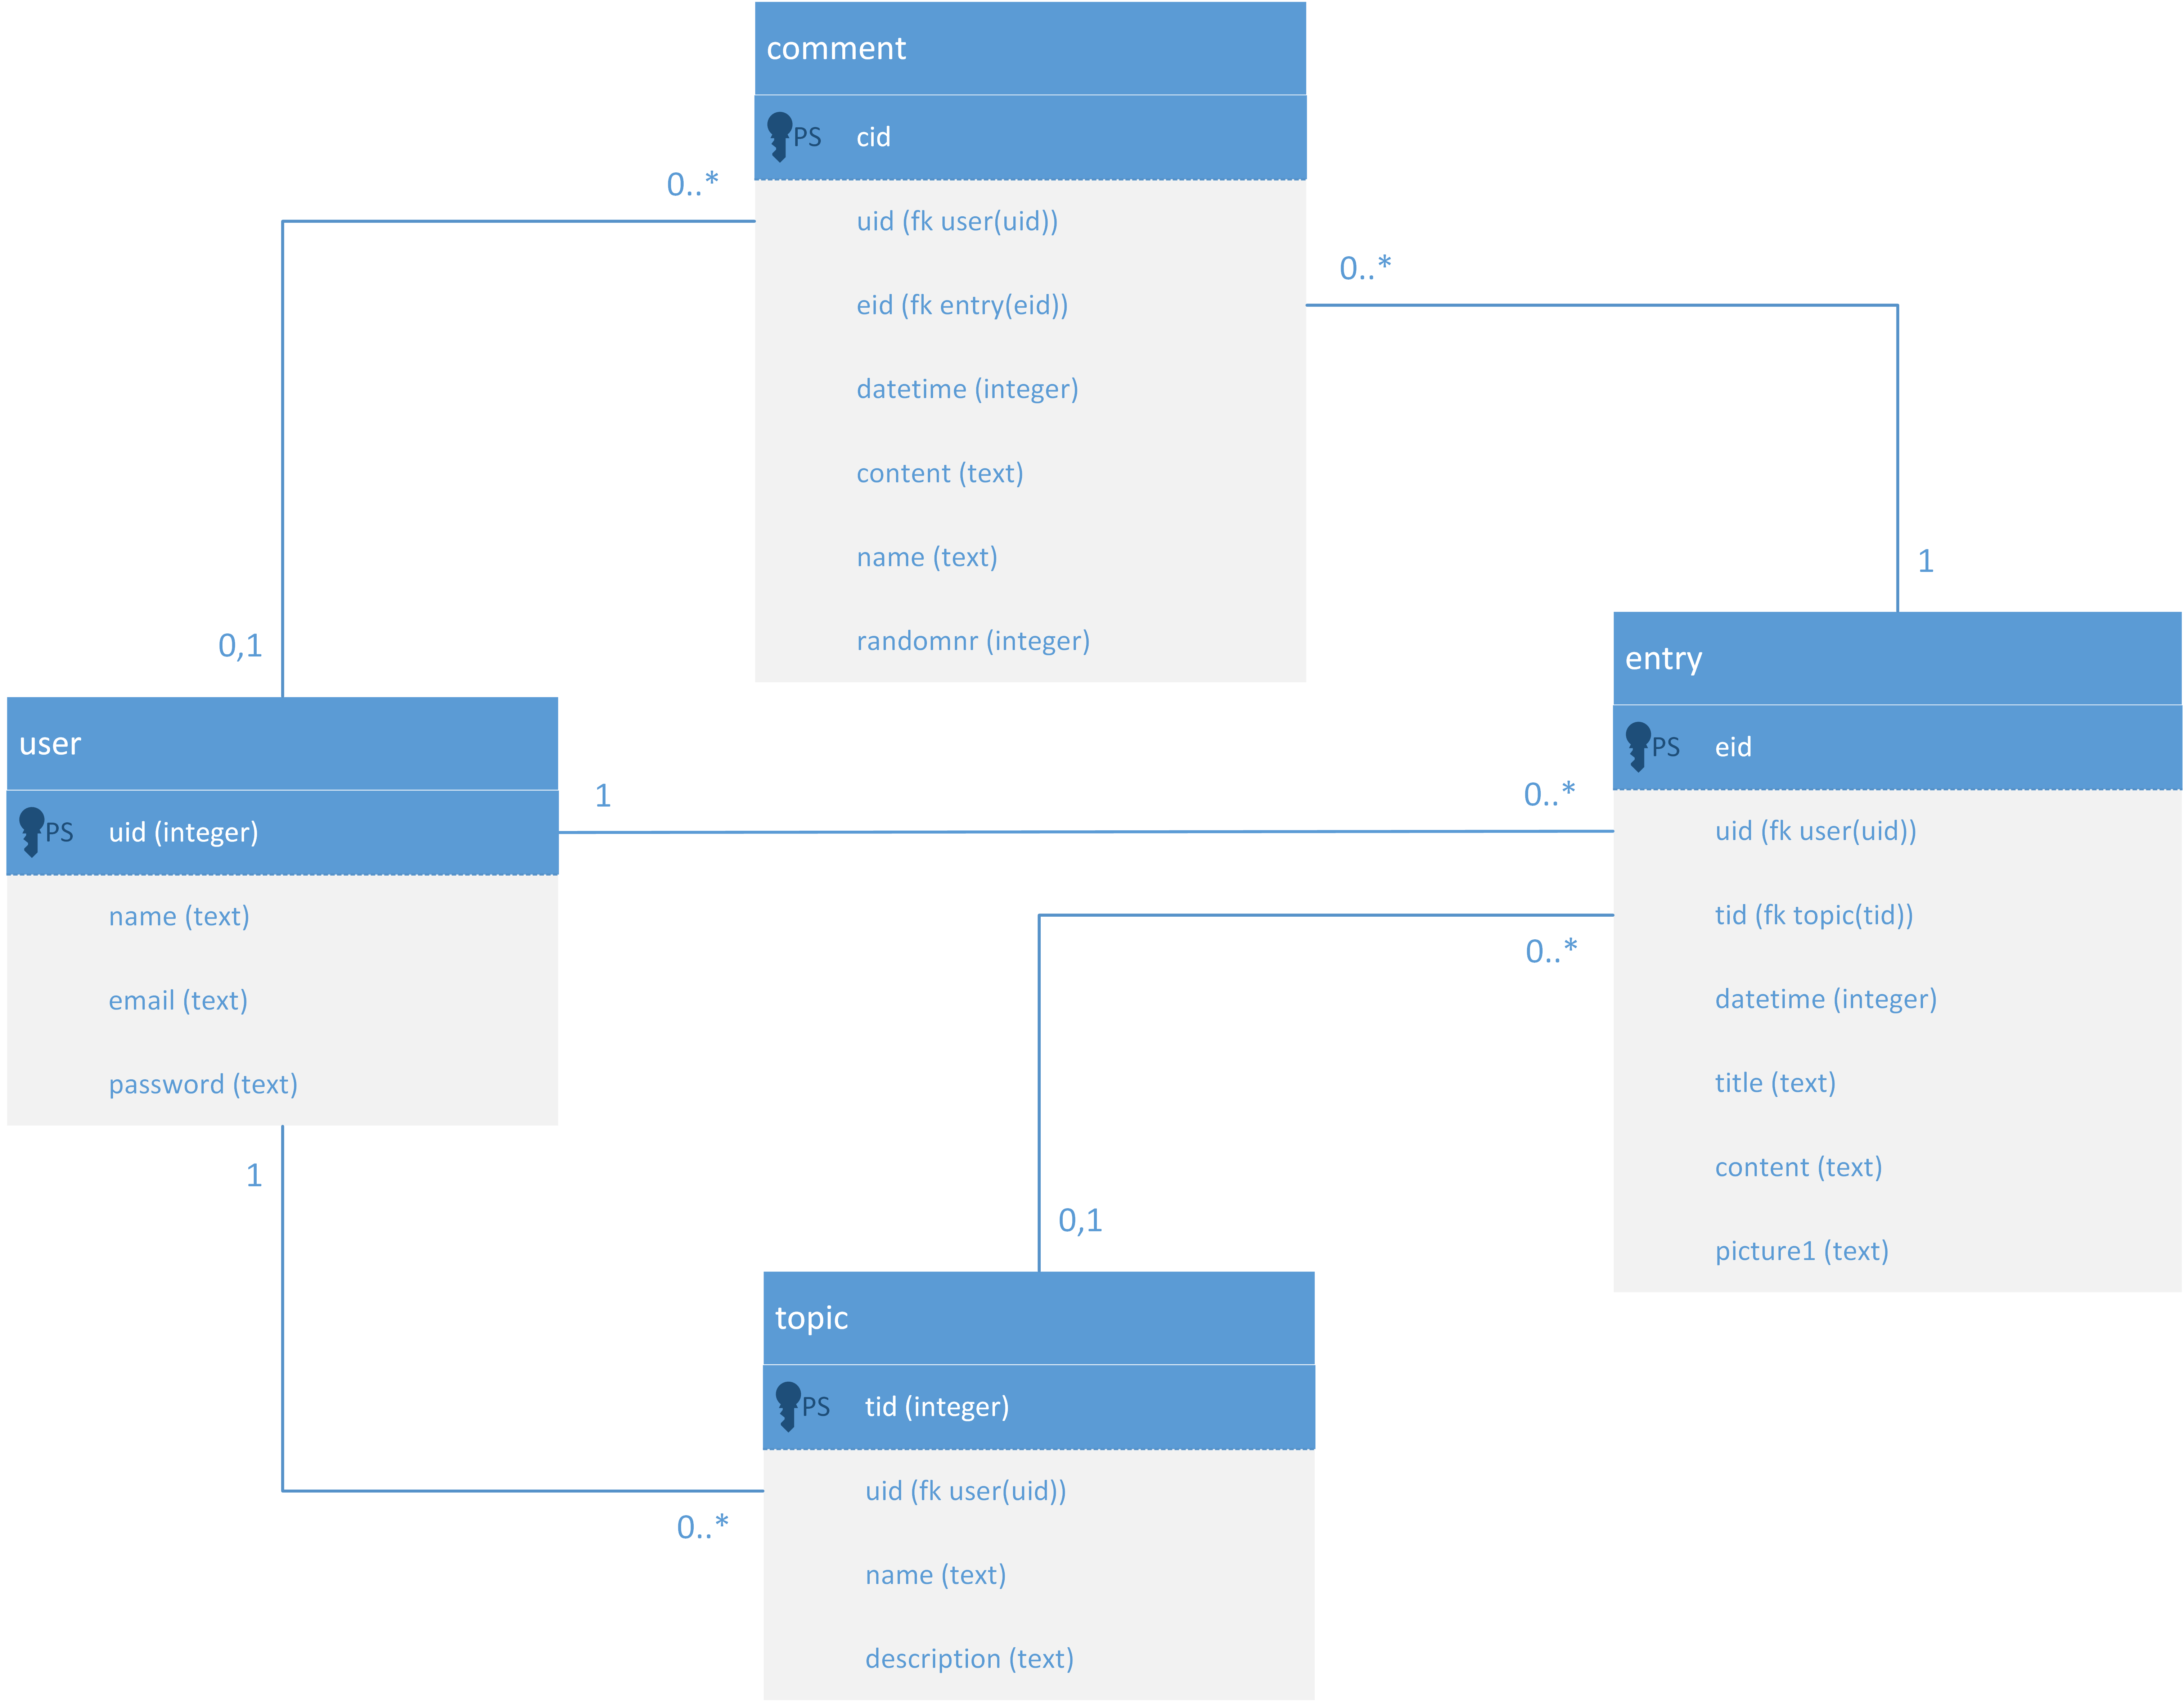 comment
PS cid
uid (fk user(uid))
eid (fk entry(eid))
datetime (integer)
content (text)
name (text)
randomnr (integer)
0..*
0..*
0,1
1
user
PS uid (integer)
name (text)
email (text)
password (text)
1
0..*
1
0..*
entry
PS eid
uid (fk user(uid))
tid (fk topic(tid))
datetime (integer)
title (text)
content (text)
picture1 (text)
0..*
0,1
topic
PS tid (integer)
uid (fk user(uid))
name (text)
description (text)